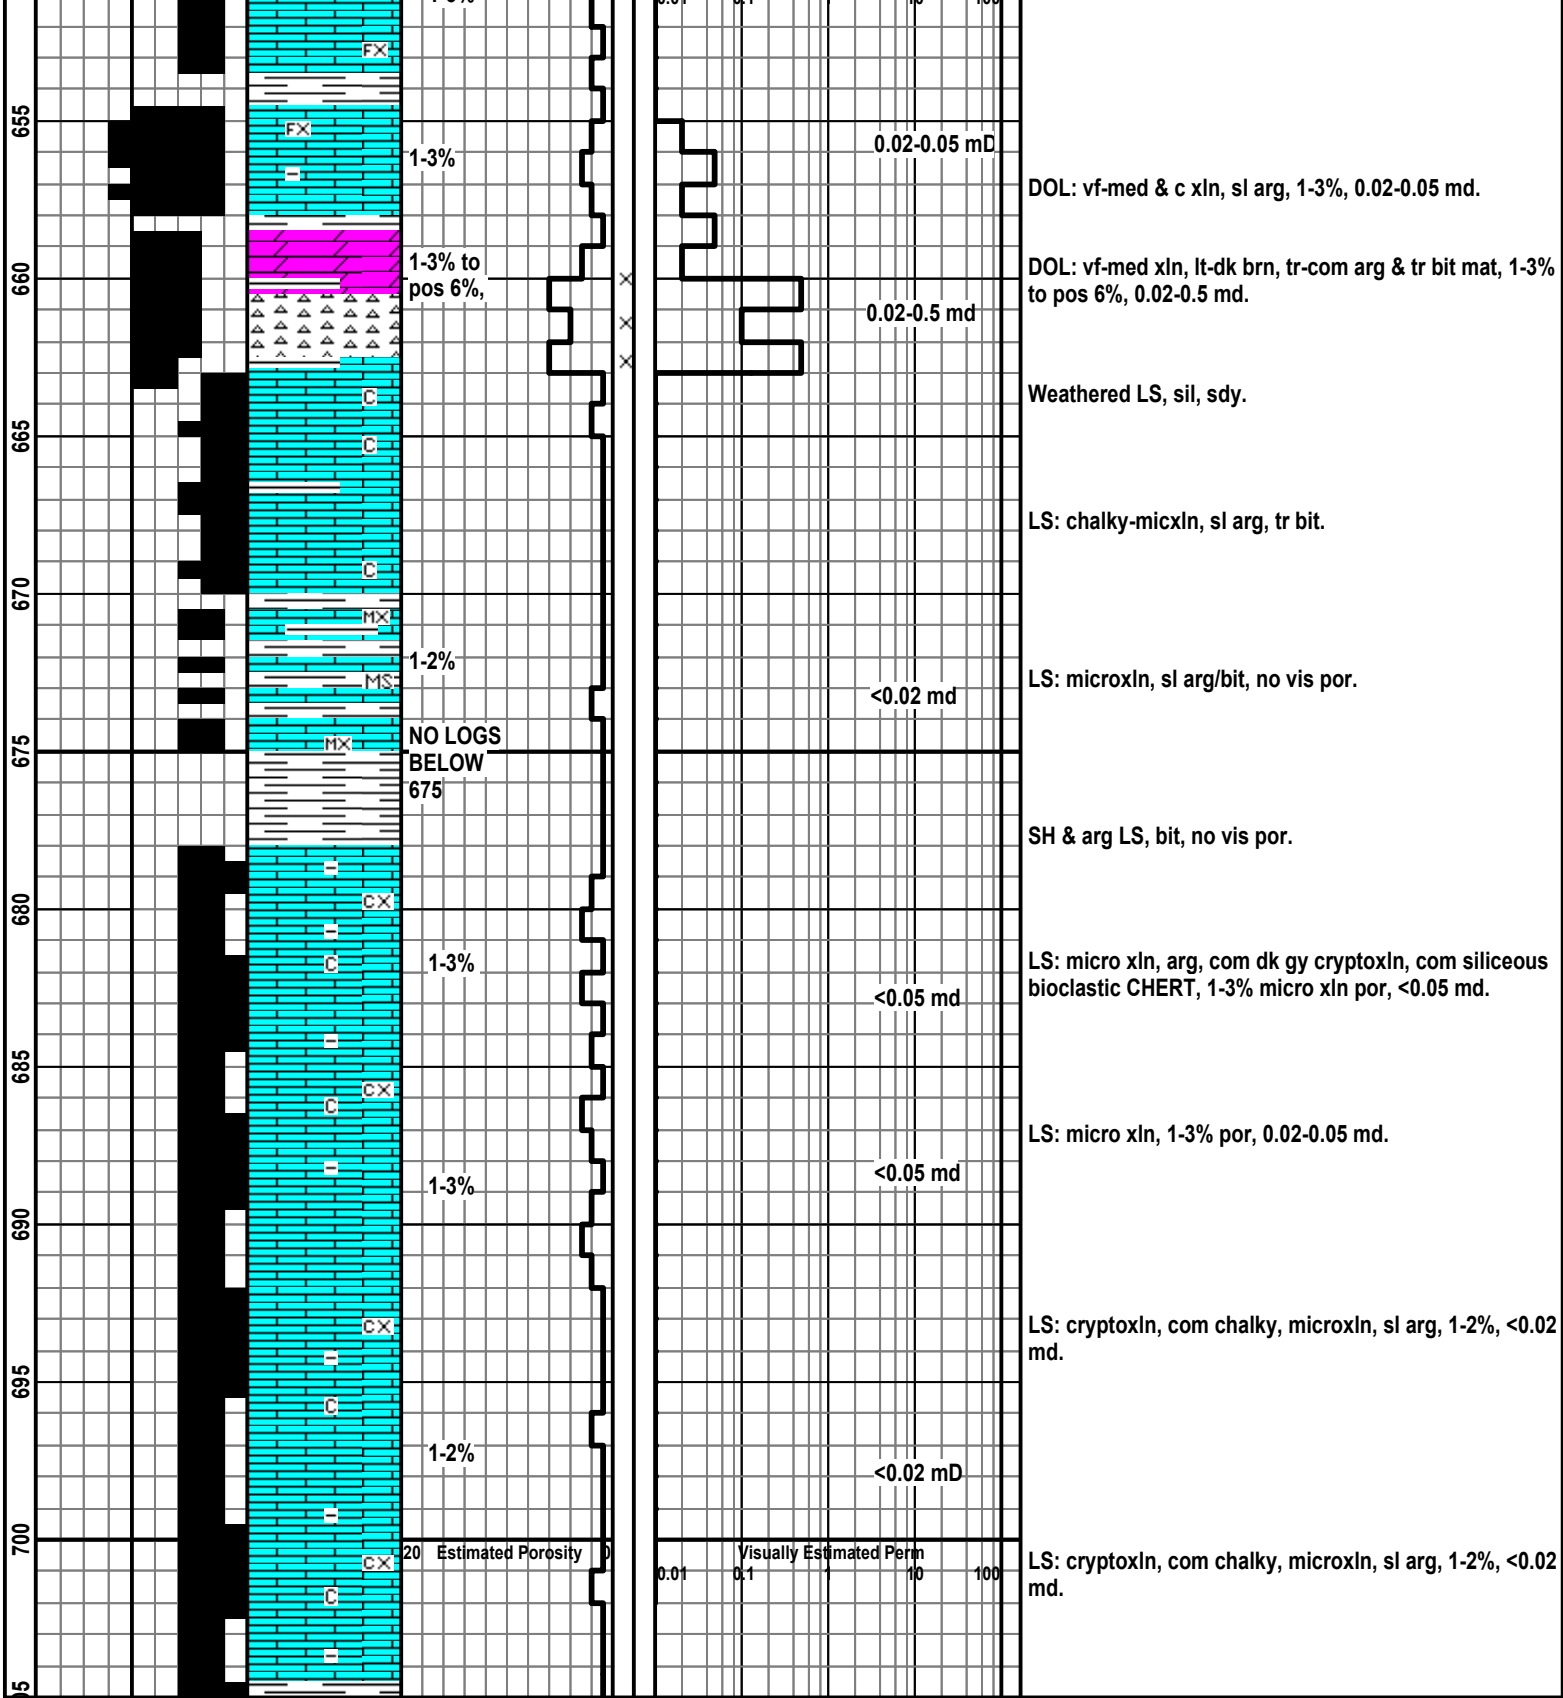 0.01 0.1 1 10 100
FX
655
FX
1-3%
0.02-0.05 mD
DOL: vf-med & c xln, sl arg, 1-3%, 0.02-0.05 md.
660
1-3% to
pos 6%,
0.02-0.5 md
DOL: vf-med xln, lt-dk brn, tr-com arg & tr bit mat, 1-3%
to pos 6%, 0.02-0.5 md.
X
X
X
C
Weathered LS, sil, sdy.
665
C
LS: chalky-micxln, sl arg, tr bit.
C
670
MX
1-2%
MS
<0.02 md
LS: microxln, sl arg/bit, no vis por.
675
MX
NO LOGS
BELOW
675
SH & arg LS, bit, no vis por.
680
CX
C
1-3%
<0.05 md
LS: micro xln, arg, com dk gy cryptoxln, com siliceous
bioclastic CHERT, 1-3% micro xln por, <0.05 md.
685
CX
C
LS: micro xln, 1-3% por, 0.02-0.05 md.
1-3%
<0.05 md
690
CX
LS: cryptoxln, com chalky, microxln, sl arg, 1-2%, <0.02
md.
695
C
1-2%
<0.02 mD
700
20 Estimated Porosity 0
Visually Estimated Perm
0.01 0.1 1 10 100
CX
C
LS: cryptoxln, com chalky, microxln, sl arg, 1-2%, <0.02
md.